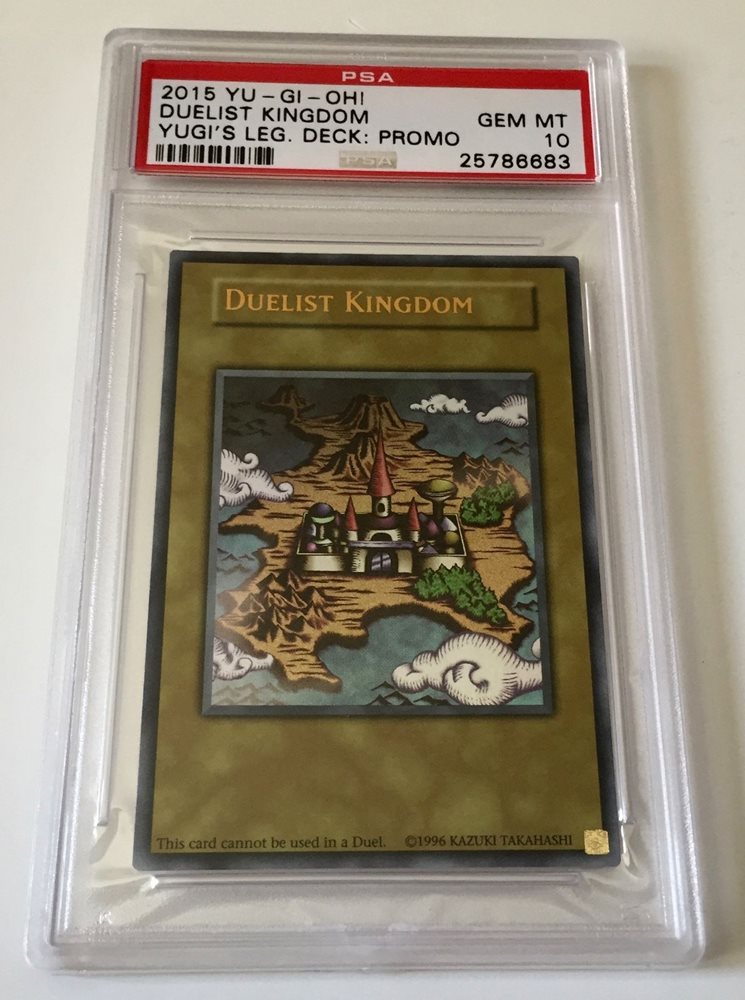 PSA
2015 YU-GI-OH!
DUELIST KINGDOM GEM MT
YUGI'S LEG. DECK: PROMO 10
PSA 25786683
DUELIST KINGDOM
This card cannot be used in a Duel. ©1996 KAZUKI TAKAHASHI